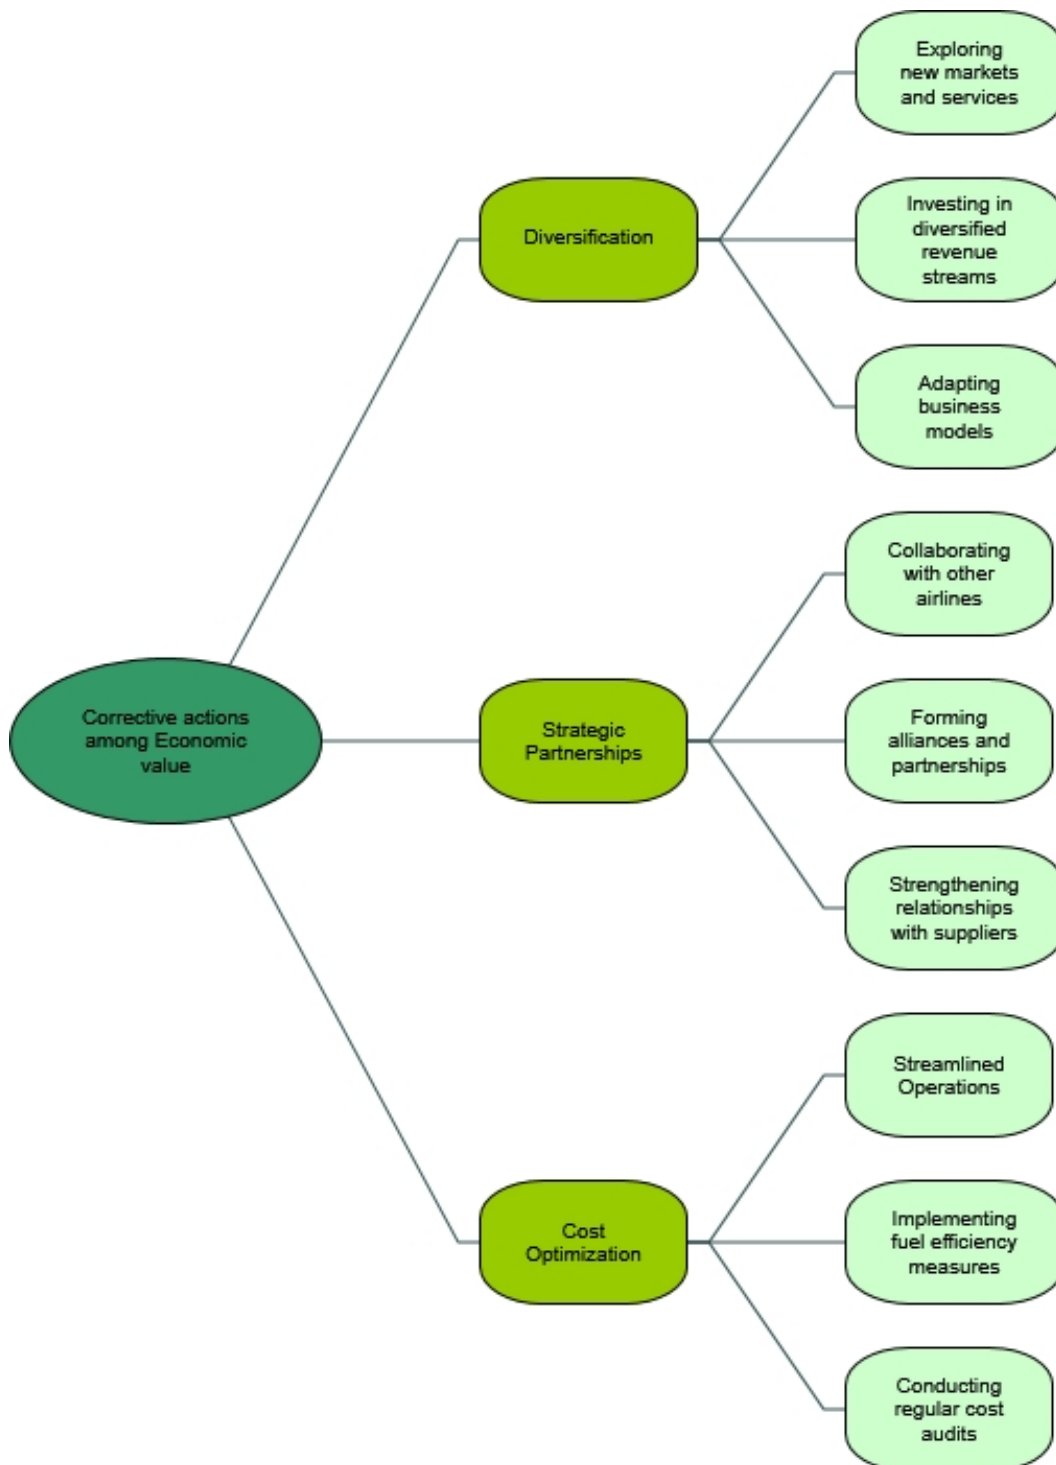 Exploring
new markets
and services
Investing in
diversified
revenue
streams
Diversification
Adapting
business
models
Collaborating
with other
airlines
Corrective actions
among Economic
value
Strategic
Partnerships
Forming
alliances and
partnerships
Strengthening
relationships
with suppliers
Streamlined
Operations
Cost
Optimization
Implementing
fuel efficiency
measures
Conducting
regular cost
audits